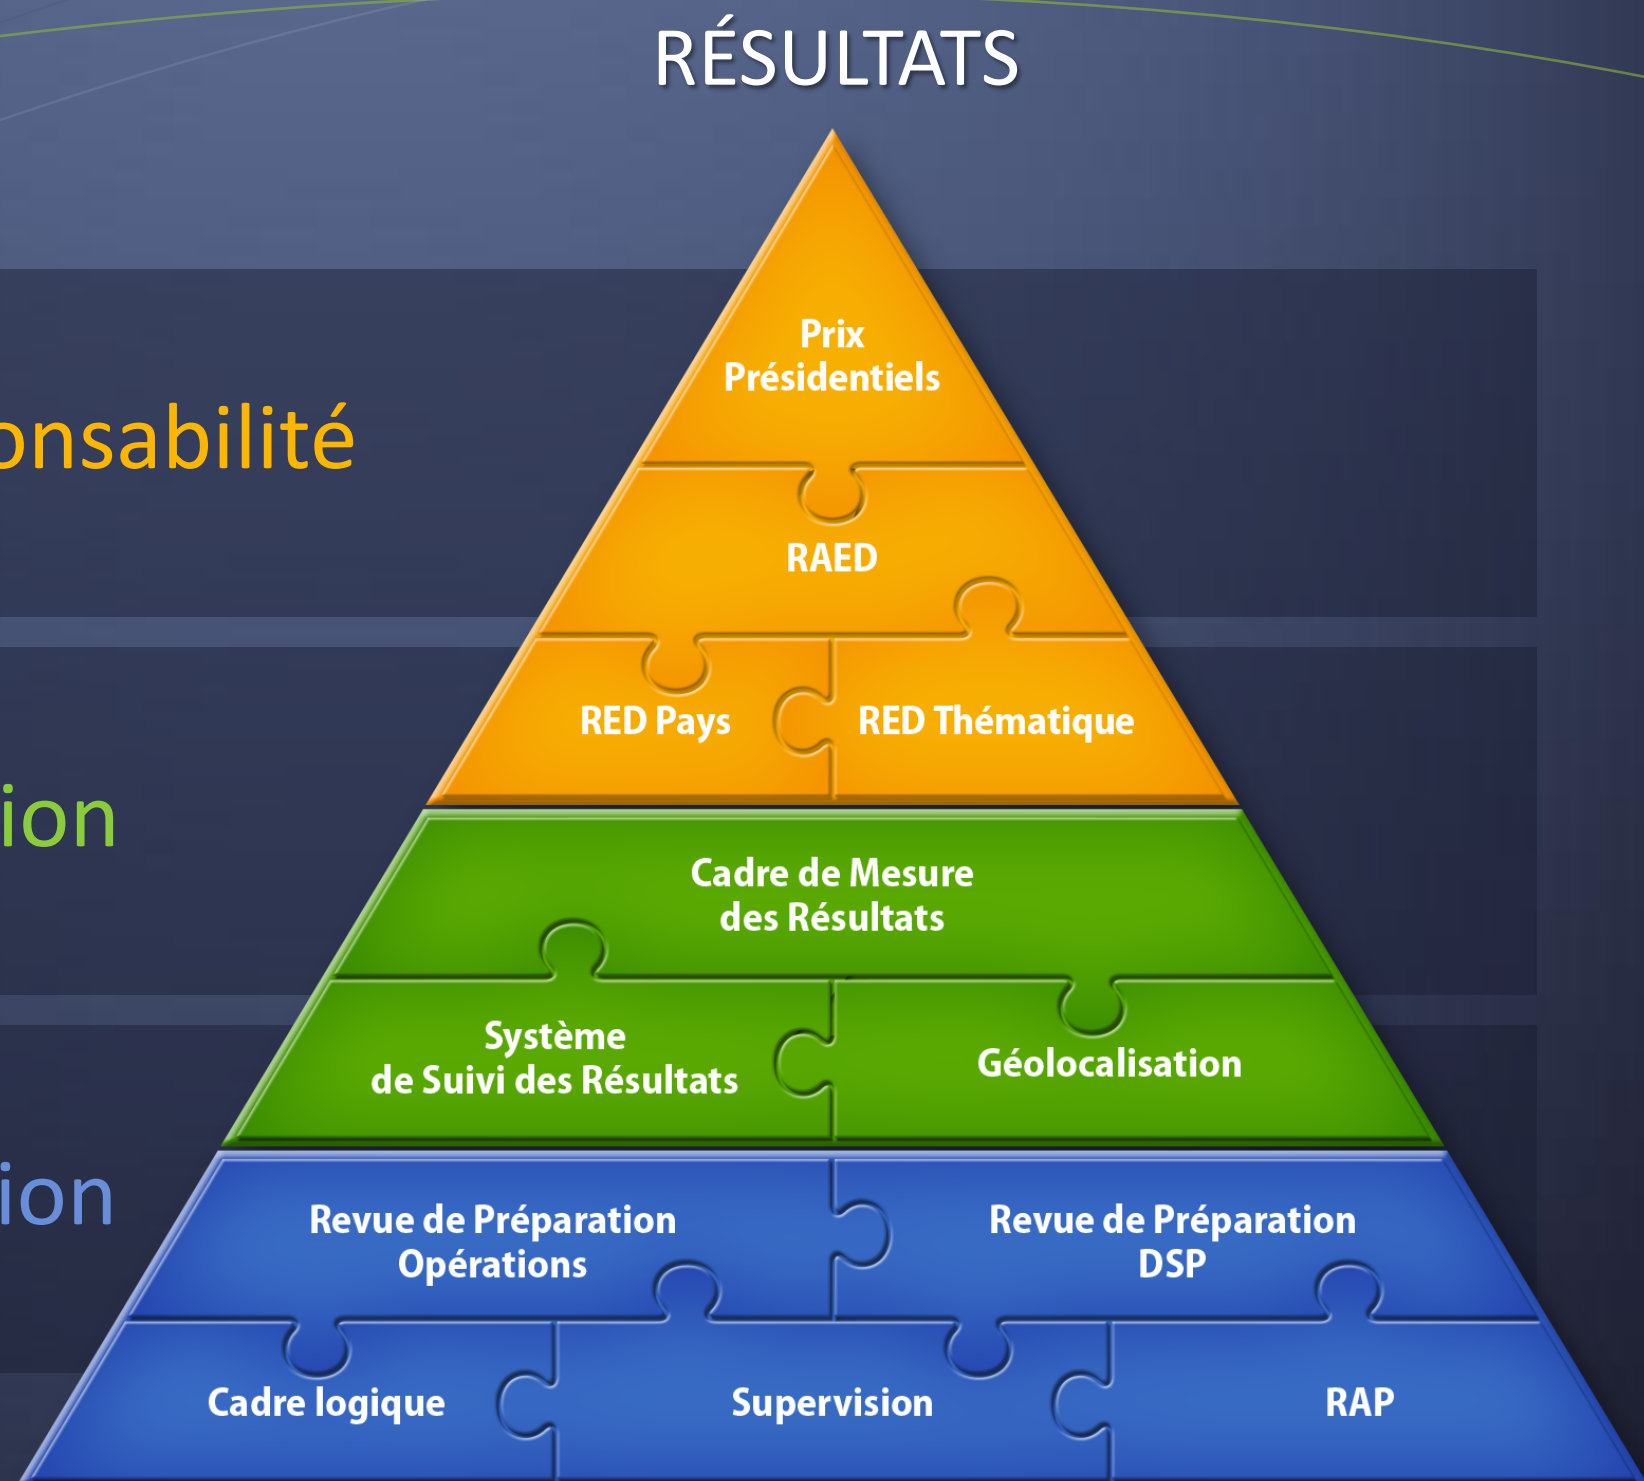 RÉSULTATS
Prix
Présidentiels
onsabilité
RAED
RED Pays
RED Thématique
ion
Cadre de Mesure
des Résultats
Système
de Suivi des Résultats
Géolocalisation
ion
Revue de Préparation
Opérations
Revue de Préparation
DSP
Cadre logique
Supervision
RAP